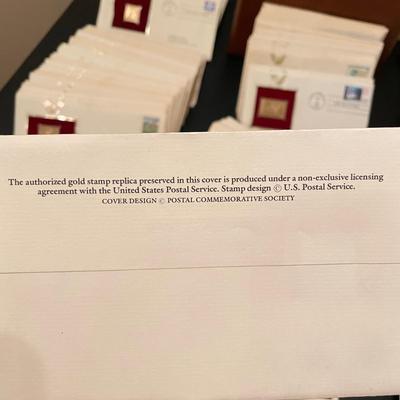 The authorized gold stamp replica preserved in this cover is produced under a non-exclusive licensing
agreement with the United States Postal Service. Stamp design © U.S. Postal Service.
COVER DESIGN © POSTAL COMMEMORATIVE SOCIETY